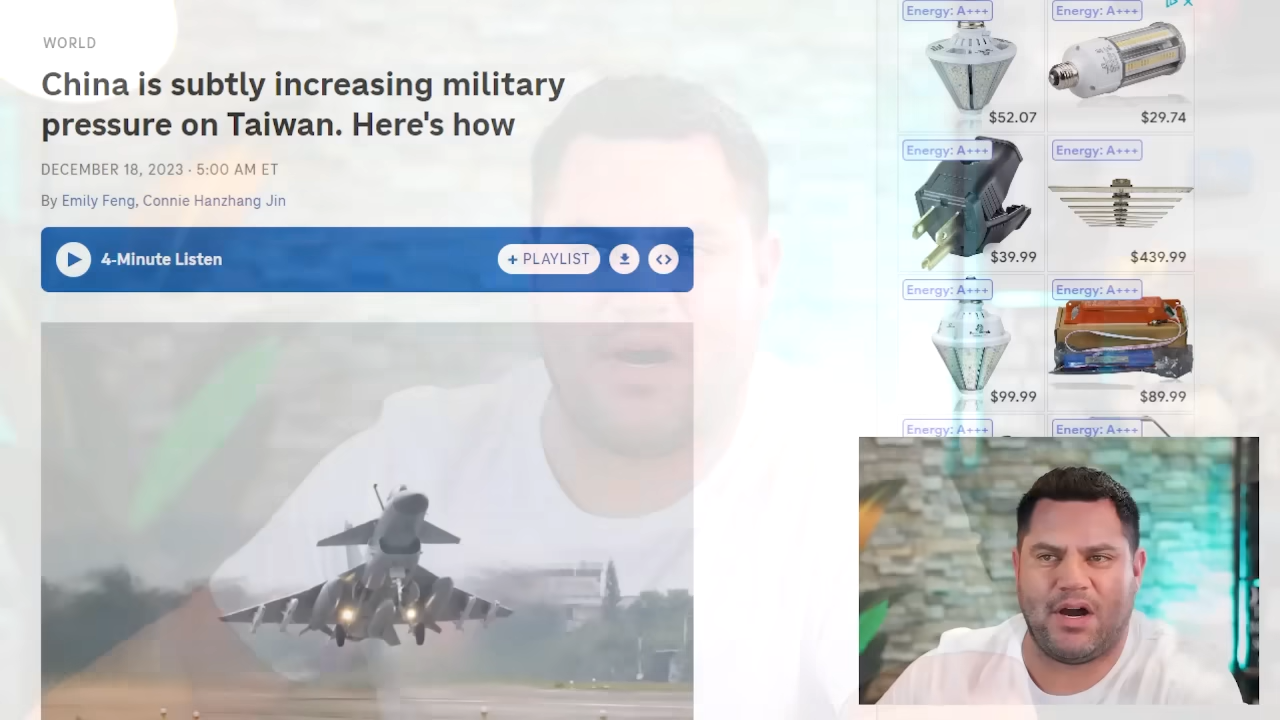 WORLD
China is subtly increasing military
pressure on Taiwan. Here's how
DECEMBER 18, 2023 · 5:00 AM ET
By Emily Feng, Connie Hanzhang Jin
4-Minute Listen
+ PLAYLIST
Energy: A+++
Energy: A+++
$52.07
$29.74
Energy: A+++
Energy: A+++
$39.99
$439.99
Energy: A+++
Energy: A+++
$99.99
$89.99
Energy: A+++
Energy: A+++